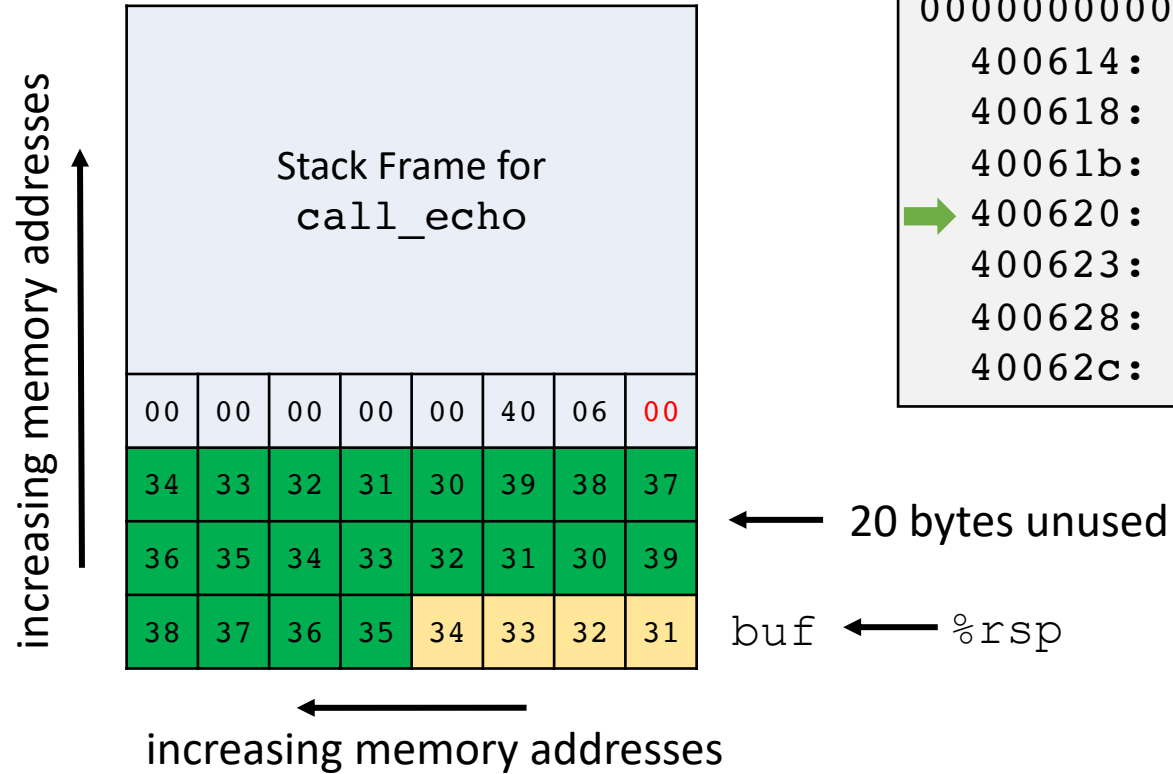 increasing memory addresses
Stack Frame for
call_echo
00 00 00 00 00 40 06 00
34 33 32 31 30 39 38 37
36 35 34 33 32 31 30 39
38 37 36 35 34 33 32 31
20 bytes unused
buf
%rsp
increasing memory addresses
0000000000
400614:
400618:
40061b:
400620:
400623:
400628:
40062c: